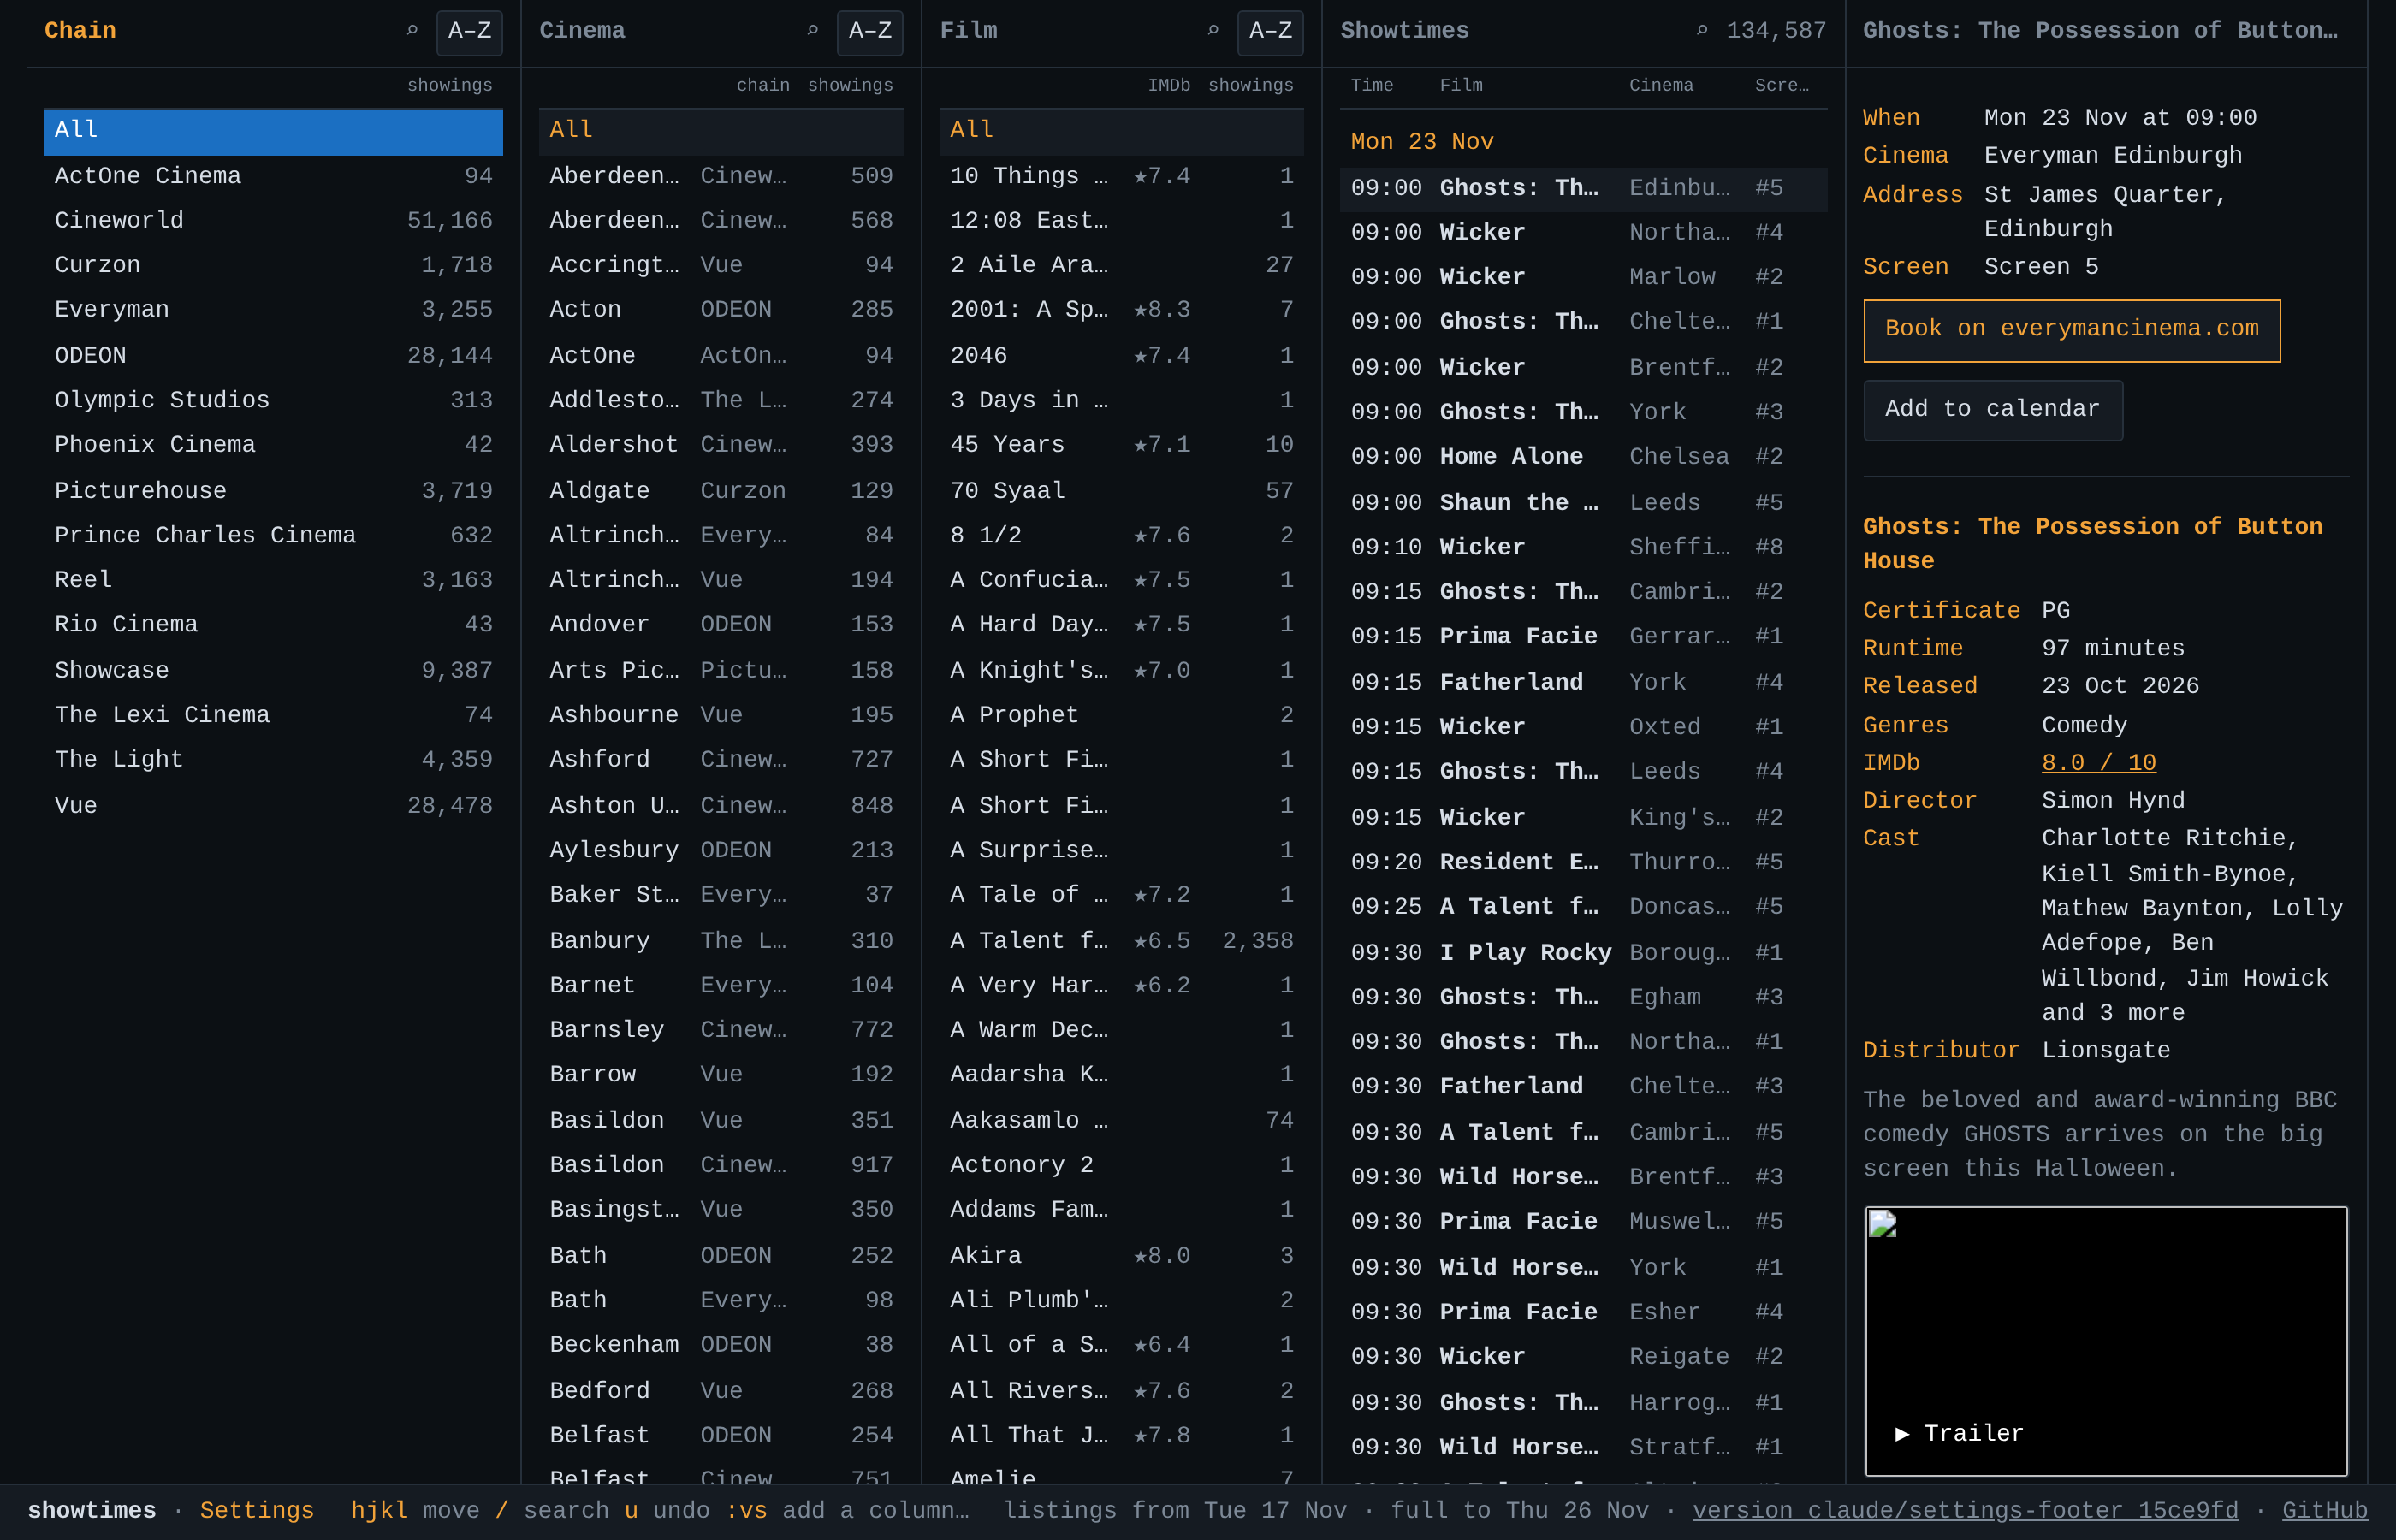 Chain ⌕ A–Z
showings
All
ActOne Cinema 94
Cineworld 51,166
Curzon 1,718
Everyman 3,255
ODEON 28,144
Olympic Studios 313
Phoenix Cinema 42
Picturehouse 3,719
Prince Charles Cinema 632
Reel 3,163
Rio Cinema 43
Showcase 9,387
The Lexi Cinema 74
The Light 4,359
Vue 28,478
Cinema ⌕ A–Z
chain showings
All
Aberdeen… Cinew… 509
Aberdeen… Cinew… 568
Accringt… Vue 94
Acton ODEON 285
ActOne ActOn… 94
Addlesto… The L… 274
Aldershot Cinew… 393
Aldgate Curzon 129
Altrinch… Every… 84
Altrinch… Vue 194
Andover ODEON 153
Arts Pic… Pictu… 158
Ashbourne Vue 195
Ashford Cinew… 727
Ashton U… Cinew… 848
Aylesbury ODEON 213
Baker St… Every… 37
Banbury The L… 310
Barnet Every… 104
Barnsley Cinew… 772
Barrow Vue 192
Basildon Vue 351
Basildon Cinew… 917
Basingst… Vue 350
Bath ODEON 252
Bath Every… 98
Beckenham ODEON 38
Bedford Vue 268
Belfast ODEON 254
Belfast Cinew 751
Film ⌕ A–Z
IMDb showings
All
10 Things … ★7.4 1
12:08 East… 1
2 Aile Ara… 27
2001: A Sp… ★8.3 7
2046 ★7.4 1
3 Days in … 1
45 Years ★7.1 10
70 Syaal 57
8 1/2 ★7.6 2
A Confucia… ★7.5 1
A Hard Day… ★7.5 1
A Knight's… ★7.0 1
A Prophet 2
A Short Fi… 1
A Short Fi… 1
A Surprise… 1
A Tale of … ★7.2 1
A Talent f… ★6.5 2,358
A Very Har… ★6.2 1
A Warm Dec… 1
Aadarsha K… 1
Aakasamlo … 74
Actonory 2 1
Addams Fam… 1
Akira ★8.0 3
Ali Plumb'… 2
All of a S… ★6.4 1
All Rivers… ★7.6 2
All That J… ★7.8 1
Amelie 7
Showtimes ⌕ 134,587
Time Film Cinema Scre…
Mon 23 Nov
09:00 Ghosts: Th… Edinbu… #5
09:00 Wicker Northa… #4
09:00 Wicker Marlow #2
09:00 Ghosts: Th… Chelte… #1
09:00 Wicker Brentf… #2
09:00 Ghosts: Th… York #3
09:00 Home Alone Chelsea #2
09:00 Shaun the … Leeds #5
09:10 Wicker Sheffi… #8
09:15 Ghosts: Th… Cambri… #2
09:15 Prima Facie Gerrar… #1
09:15 Fatherland York #4
09:15 Wicker Oxted #1
09:15 Ghosts: Th… Leeds #4
09:15 Wicker King's… #2
09:20 Resident E… Thurro… #5
09:25 A Talent f… Doncas… #5
09:30 I Play Rocky Boroug… #1
09:30 Ghosts: Th… Egham #3
09:30 Ghosts: Th… Northa… #1
09:30 Fatherland Chelte… #3
09:30 A Talent f… Cambri… #5
09:30 Wild Horse… Brentf… #3
09:30 Prima Facie Muswel… #5
09:30 Wild Horse… York #1
09:30 Prima Facie Esher #4
09:30 Wicker Reigate #2
09:30 Ghosts: Th… Harrog… #1
09:30 Wild Horse… Stratf… #1
Ghosts: The Possession of Button…
When Mon 23 Nov at 09:00
Cinema Everyman Edinburgh
Address St James Quarter,
Edinburgh
Screen Screen 5
Book on everymancinema.com
Add to calendar
Ghosts: The Possession of Button
House
Certificate PG
Runtime 97 minutes
Released 23 Oct 2026
Genres Comedy
IMDb 8.0 / 10
Director Simon Hynd
Cast Charlotte Ritchie,
Kiell Smith-Bynoe,
Mathew Baynton, Lolly
Adefope, Ben
Willbond, Jim Howick
and 3 more
Distributor Lionsgate
The beloved and award-winning BBC
comedy GHOSTS arrives on the big
screen this Halloween.
▶ Trailer
showtimes · Settings hjkl move / search u undo :vs add a column… listings from Tue 17 Nov · full to Thu 26 Nov · version claude/settings-footer 15ce9fd · GitHub